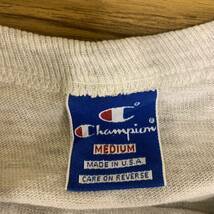 Champion
MEDIUM
MADE IN U.S.A.
CARE ON REVERSE